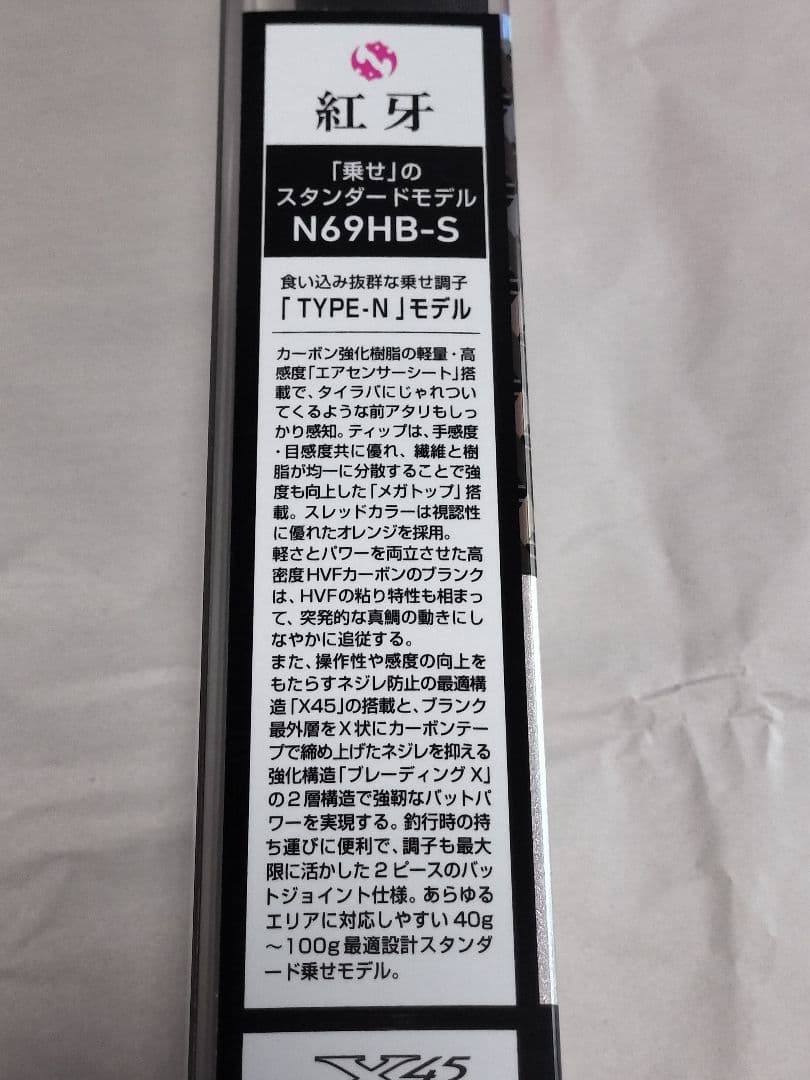 紅牙
「乗せ」の
スタンダードモデル
N69HB-S
食い込み抜群な乗せ調子
「TYPE-N」モデル
カーボン強化樹脂の軽量・高
感度「エアセンサーシート」搭
載で、タイラバにじゃれつい
てくるような前アタリもしっ
かり感知。ティップは、手感度
・目感度共に優れ、繊維と樹
脂が均一に分散することで強
度も向上した「メガトップ」搭
載。スレッドカラーは視認性
に優れたオレンジを採用。
軽さとパワーを両立させた高
密度HVFカーボンのブランク
は、HVFの粘り特性も相まっ
て、突発的な真鯛の動きにし
なやかに追従する。
また、操作性や感度の向上を
もたらすネジレ防止の最適構
造「X45」の搭載と、ブランク
最外層をX状にカーボンテー
プで締め上げたネジレを抑える
強化構造「ブレーディングX」
の2層構造で強靭なバットパ
ワーを実現する。釣行時の持
ち運びに便利で、調子も最大
限に活かした2ピースのバッ
トジョイント仕様。あらゆる
エリアに対応しやすい40g
～100g最適設計スタンダ
ード乗せモデル。
X45